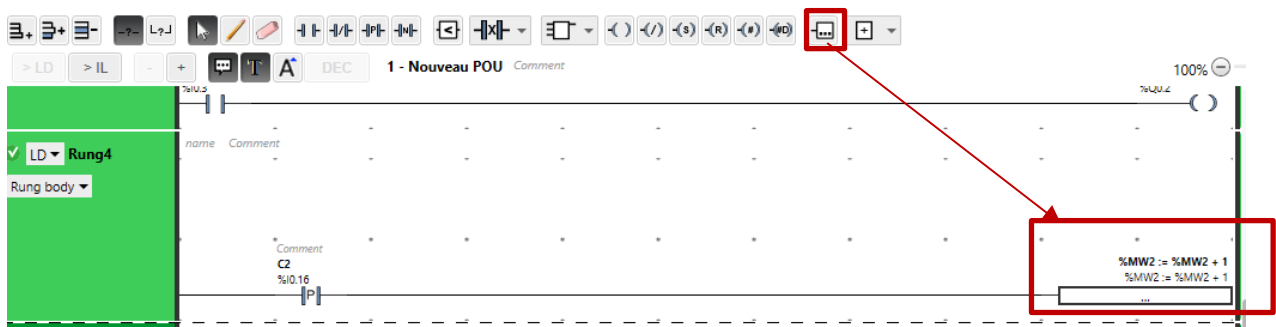 -?-
> LD > IL - + T A DEC 1 - Nouveau POU Comment 100%
%I0.3 %Q0.2
name Comment
LD Rung4
Rung body
Comment
C2
%I0.16
P
%MW2 := %MW2 + 1
%MW2 := %MW2 + 1
...